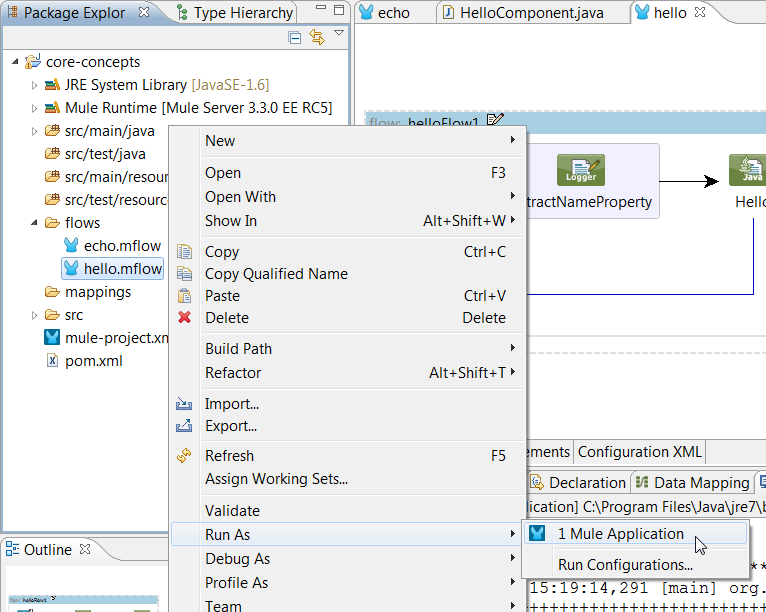 Package Explor
Type Hierarchy
core-concepts
JRE System Library [JavaSE-1.6]
Mule Runtime [Mule Server 3.3.0 EE RC5]
src/main/java
src/test/java
src/main/resour
src/test/resourc
flows
echo.mflow
hello.mflow
mappings
src
mule-project.xm
pom.xml
Outline
flow: helloFlow1
echo
HelloComponent.java
hello
flow: helloFlow1
Logger
tractNameProperty
Java
Hello
New
Open F3
Open With
Show In Alt+Shift+W
Copy Ctrl+C
Copy Qualified Name
Paste Ctrl+V
Delete Delete
Build Path
Refactor Alt+Shift+T
Import...
Export...
Refresh F5
Assign Working Sets...
Validate
Run As
Debug As
Profile As
Team
ements
Configuration XML
Declaration
Data Mapping
ication] C:\Program Files\Java\jre7\b
1 Mule Application
Run Configurations...
**
15:19:14,291 [main] org.
++++++++++++++++++++++++